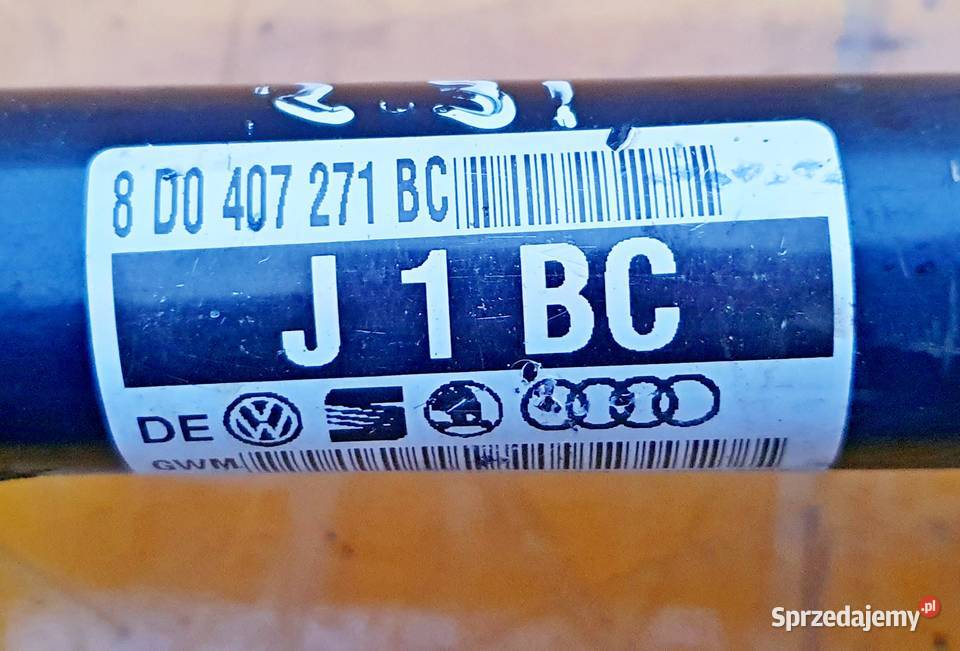 8 D0 407 271 BC
J 1 BC
DE
GWM
Sprzedajemy.pl